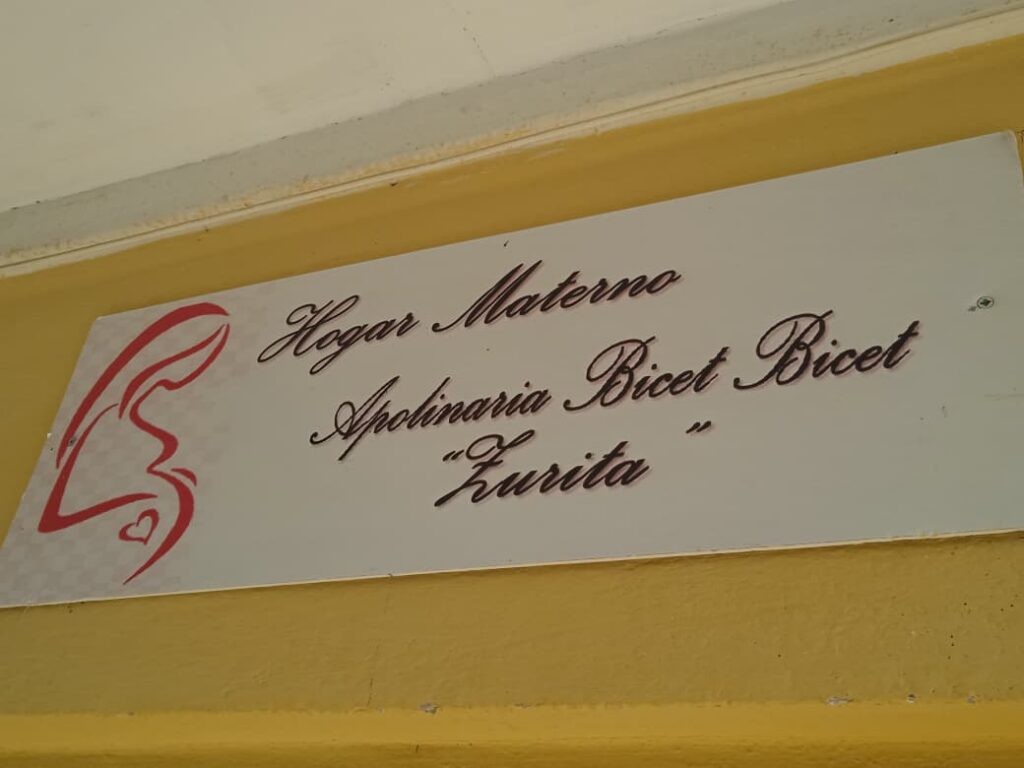 Hogar Materno
Apolinaria Bicet Bicet
"Zurita"